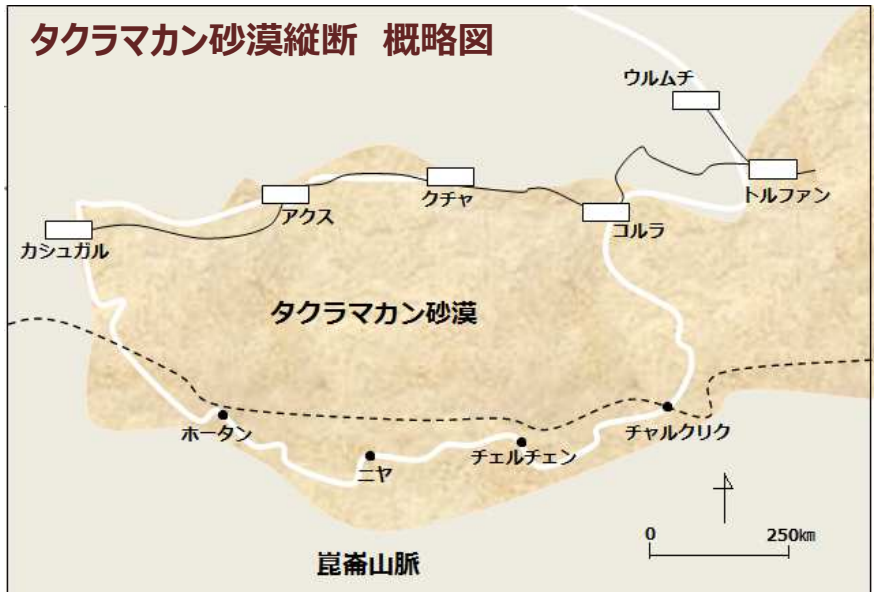 タクラマカン砂漠縦断 概略図
ウルムチ
トルファン
クチャ
アクス
コルラ
カシュガル
タクラマカン砂漠
ホータン
チャルクリク
ニヤ
チェルチェン
0 250㎞
崑崙山脈